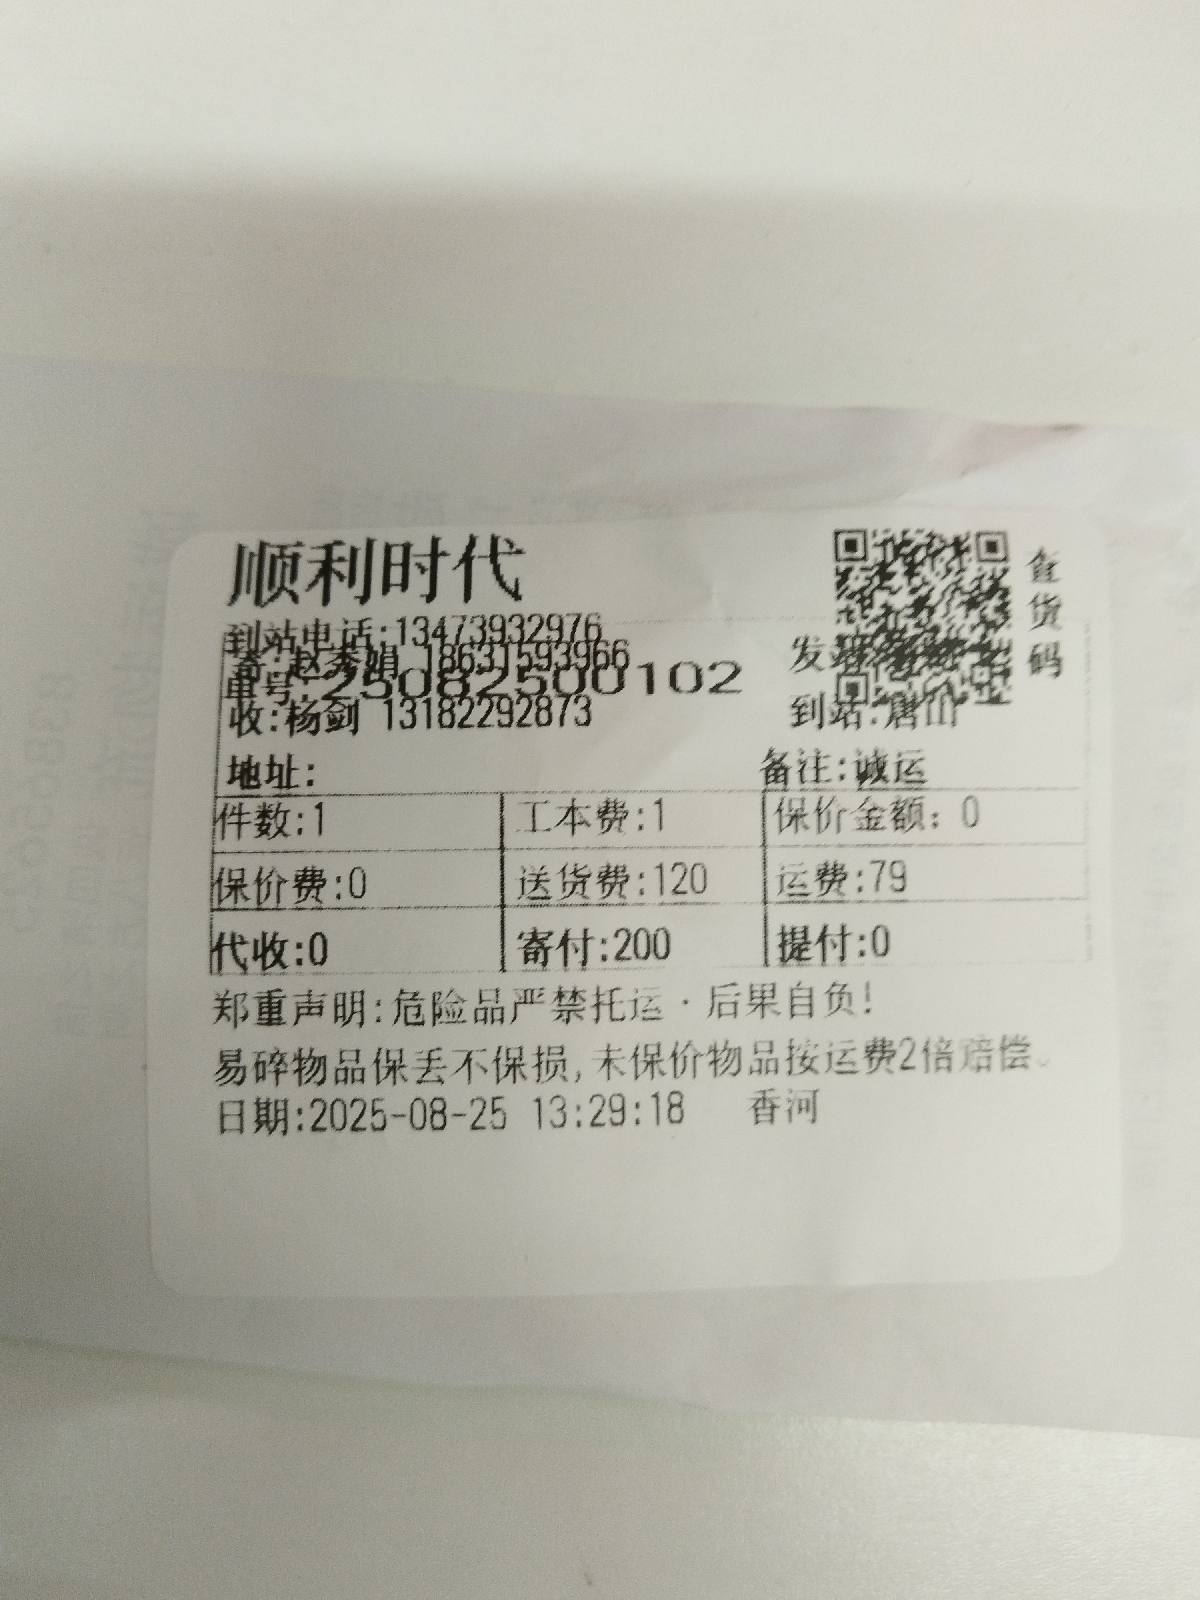 顺利时代
查货码
到站电话:13473932976
寄:赵秀娟 18631593966
单号:25082500102
发站
收:杨剑 13182292873
到站:唐山
地址:
备注:诚运
件数:1 工本费:1 保价金额: 0
保价费:0 送货费:120 运费:79
代收:0 寄付:200 提付:0
郑重声明:危险品严禁托运·后果自负!
易碎物品保丢不保损,未保价物品按运费2倍赔偿。
日期:2025-08-25 13:29:18 香河